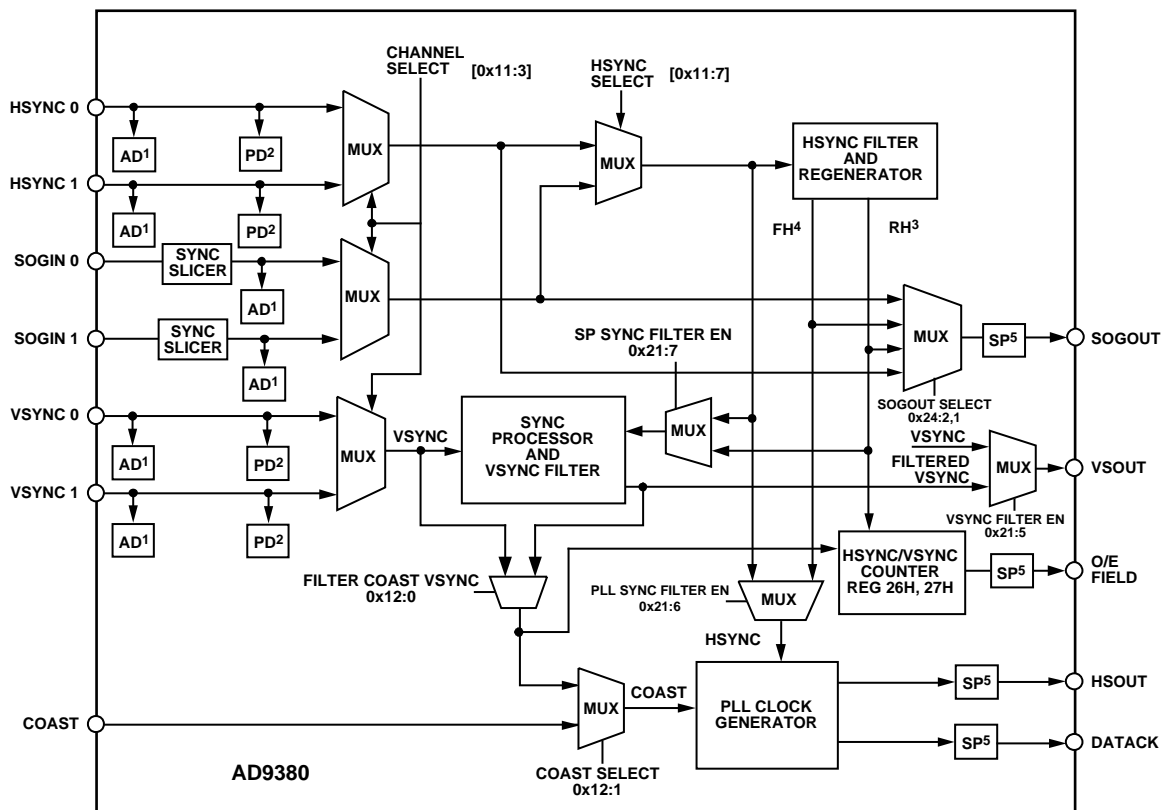 CHANNEL
SELECT [0x11:3]
HSYNC
SELECT [0x11:7]
HSYNC 0
AD1
PD2
MUX
MUX
HSYNC FILTER
AND
REGENERATOR
HSYNC 1
AD1
PD2
FH4
RH3
SOGIN 0
SYNC
SLICER
AD1
MUX
SOGIN 1
SYNC
SLICER
AD1
SP SYNC FILTER EN
0x21:7
MUX
SP5
SOGOUT
SOGOUT SELECT
0x24:2,1
VSYNC 0
AD1
PD2
MUX
VSYNC
SYNC
PROCESSOR
AND
VSYNC FILTER
MUX
VSYNC
FILTERED
VSYNC
MUX
VSOUT
VSYNC FILTER EN
0x21:5
VSYNC 1
AD1
PD2
FILTER COAST VSYNC
0x12:0
PLL SYNC FILTER EN
0x21:6
MUX
HSYNC
HSYNC/VSYNC
COUNTER
REG 26H, 27H
SP5
O/E
FIELD
COAST
MUX
COAST
COAST SELECT
0x12:1
PLL CLOCK
GENERATOR
SP5
HSOUT
SP5
DATACK
AD9380